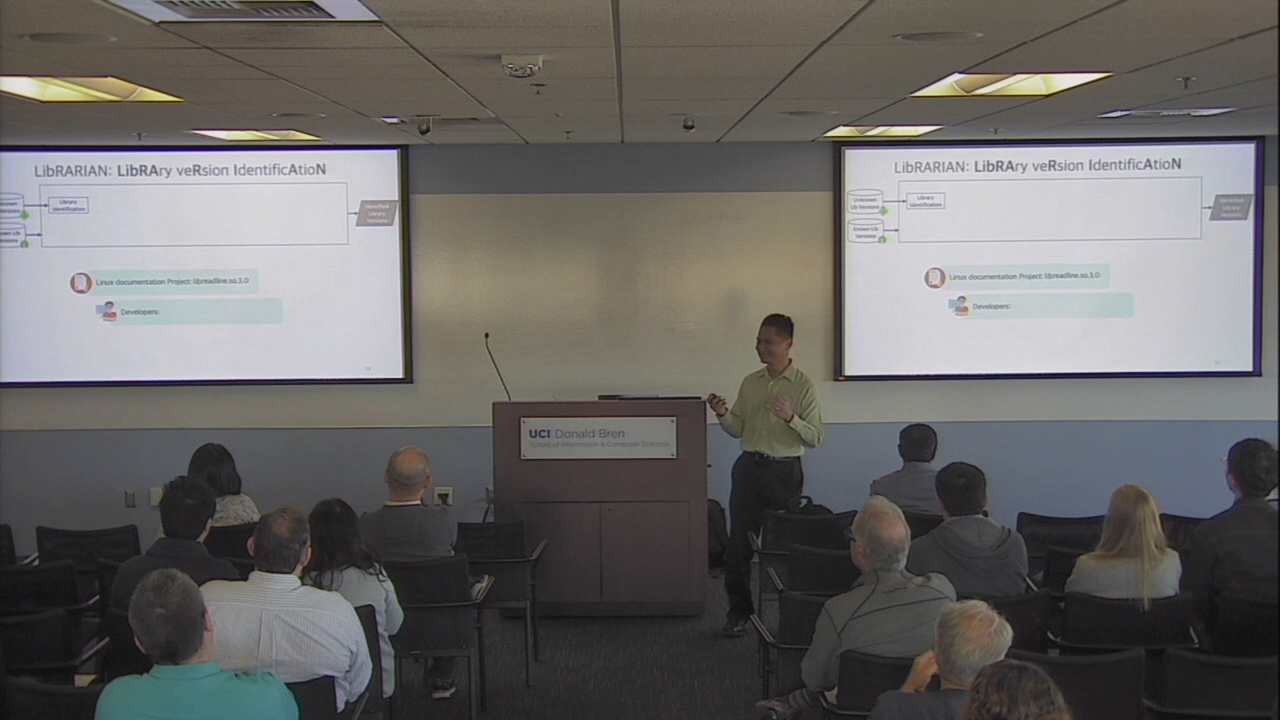 LibRARIAN: LibRAry veRsion IdentificAtioN
Library
Identification
Identified
Library
Versions
Linux documentation Project: libreadline.so.3.0
Developers:
LibRARIAN: LibRAry veRsion IdentificAtioN
Unknown
Lib Versions
Known Lib
Versions
Library
Identification
Identified
Library
Versions
Linux documentation Project: libreadline.so.3.0
Developers:
UCI Donald Bren
School of Information & Computer Sciences